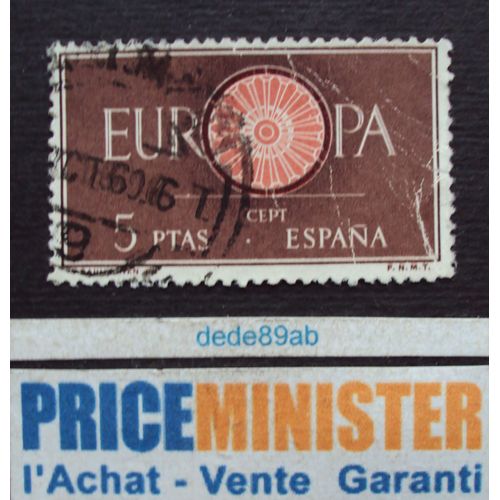 EUROPA
CEPT
5 PTAS · ESPAÑA
F.N.M.T.
dede89ab
PRICEMINISTER
l'Achat - Vente Garanti